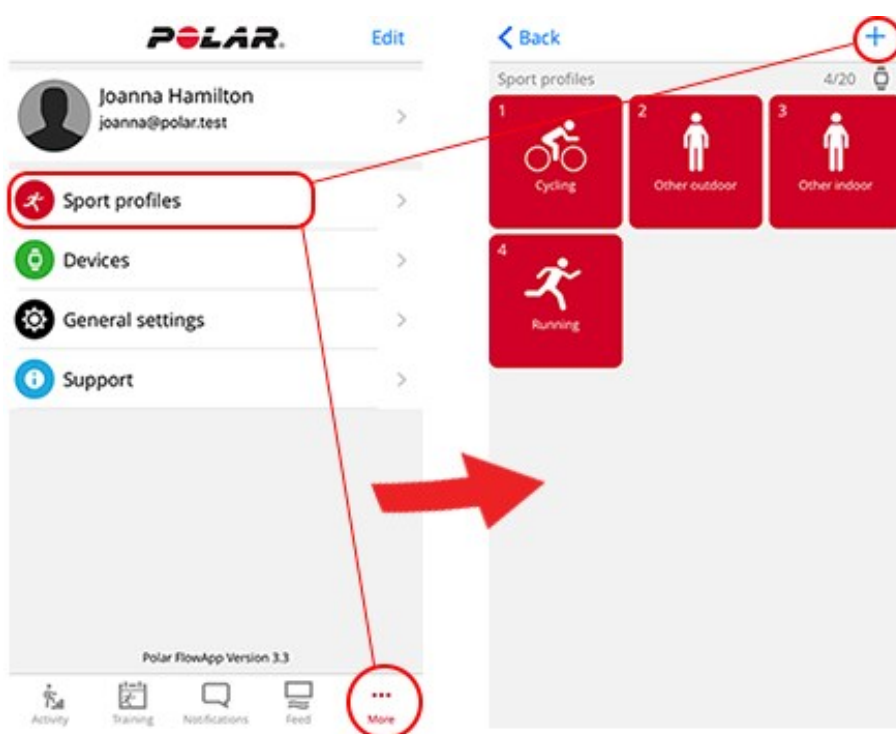 POLAR.
Edit
Joanna Hamilton
joanna@polar.test
Sport profiles
Devices
General settings
Support
Polar FlowApp Version 3.3
Activity
Training
Notifications
Feed
More
Back
Sport profiles
4/20
1
Cycling
2
Other outdoor
3
Other indoor
4
Running